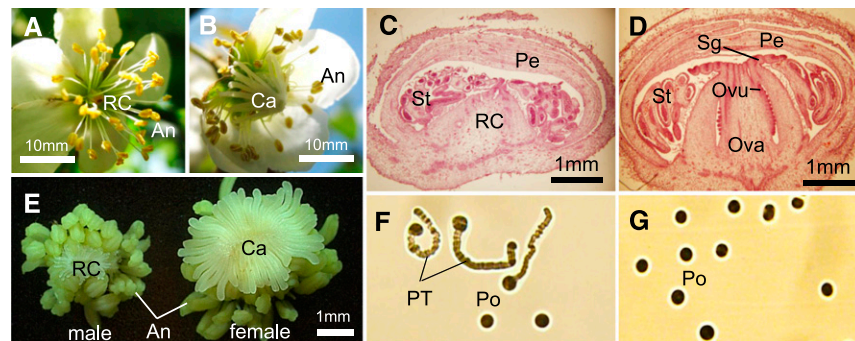 A
RC
An
10mm
B
An
Ca
10mm
C
Pe
St
RC
1mm
D
Sg
Pe
St
Ovu
Ova
1mm
E
RC
Ca
An
male
female
1mm
F
PT
Po
G
Po